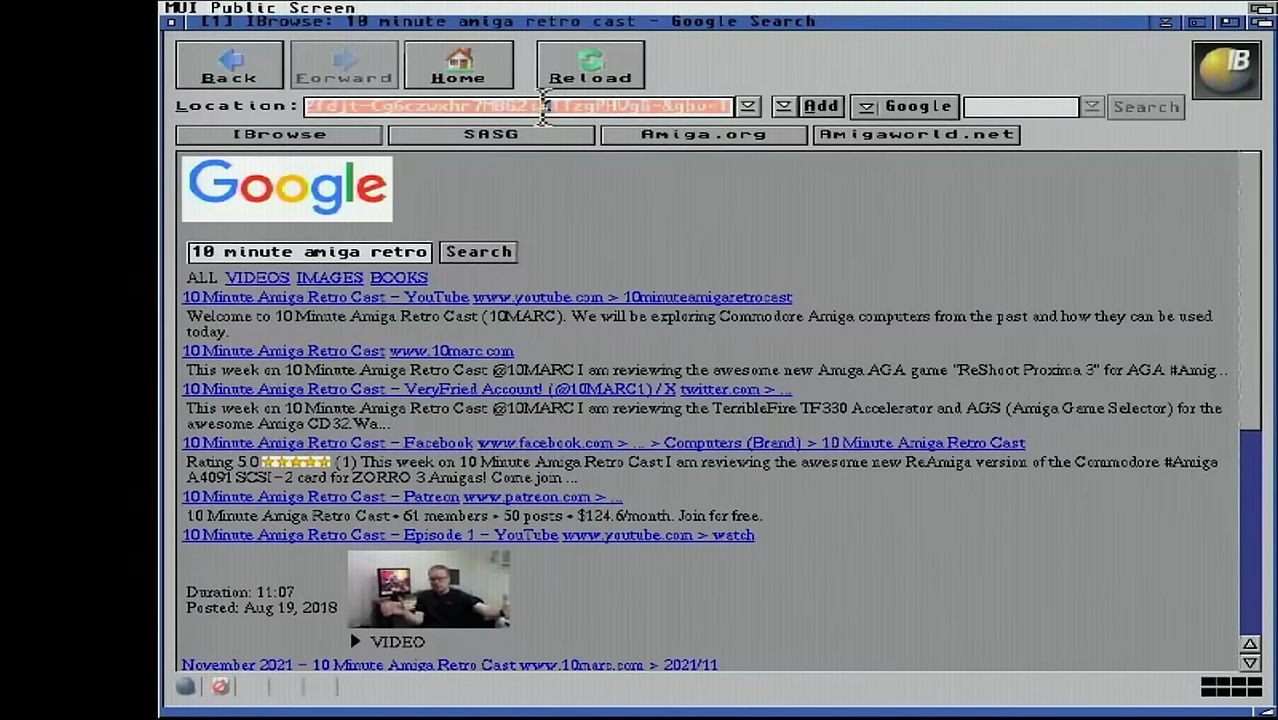 MUI Public Screen
[1] IBrowse: 10 minute amiga retro cast - Google Search
Back Forward Home Reload IB
Location: Add Google Search
IBrowse SASG Amiga.org Amigaworld.net
Google
10 minute amiga retro Search
ALL VIDEOS IMAGES BOOKS
10 Minute Amiga Retro Cast - YouTube www.youtube.com > 10minuteamigaretrocast
Welcome to 10 Minute Amiga Retro Cast (10MARC). We will be exploring Commodore Amiga computers from the past and how they can be used
today.
10 Minute Amiga Retro Cast www.10marc.com
This week on 10 Minute Amiga Retro Cast @10MARC I am reviewing the awesome new Amiga AGA game "ReShoot Proxima 3" for AGA #Amig...
10 Minute Amiga Retro Cast - VeryFried Account! (@10MARC1) / X twitter.com > ...
This week on 10 Minute Amiga Retro Cast @10MARC I am reviewing the TerribleFire TF330 Accelerator and AGS (Amiga Game Selector) for the
awesome Amiga CD32.Wa...
10 Minute Amiga Retro Cast - Facebook www.facebook.com > ... > Computers (Brand) > 10 Minute Amiga Retro Cast
Rating 5.0 (1) This week on 10 Minute Amiga Retro Cast I am reviewing the awesome new ReAmiga version of the Commodore #Amiga
A4091 SCSI-2 card for ZORRO 3 Amigas! Come join ...
10 Minute Amiga Retro Cast - Patreon www.patreon.com > ...
10 Minute Amiga Retro Cast • 61 members • 50 posts • $124.6/month. Join for free.
10 Minute Amiga Retro Cast - Episode 1 - YouTube www.youtube.com > watch
Duration: 11:07
Posted: Aug 19, 2018
VIDEO
November 2021 - 10 Minute Amiga Retro Cast www.10marc.com > 2021/11